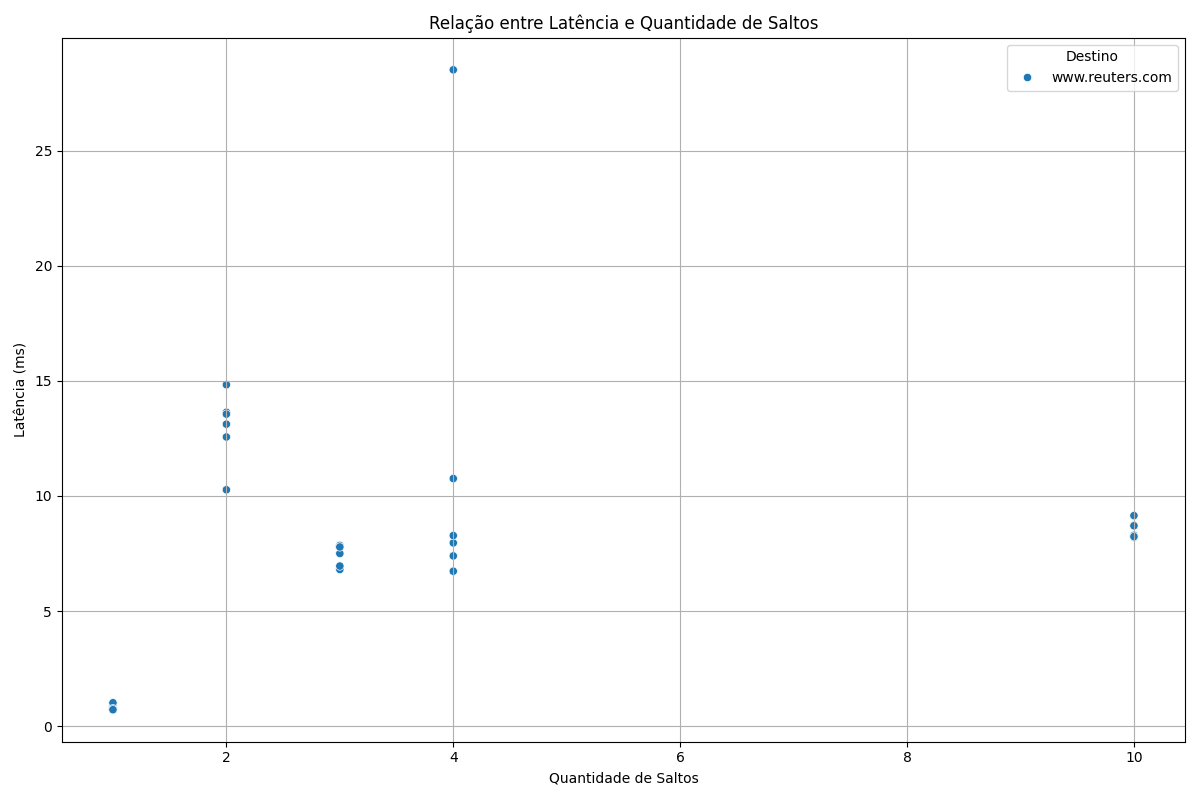 Relação entre Latência e Quantidade de Saltos
Destino
www.reuters.com
25
20
15
10
5
0
Latência (ms)
2
4
6
8
10
Quantidade de Saltos